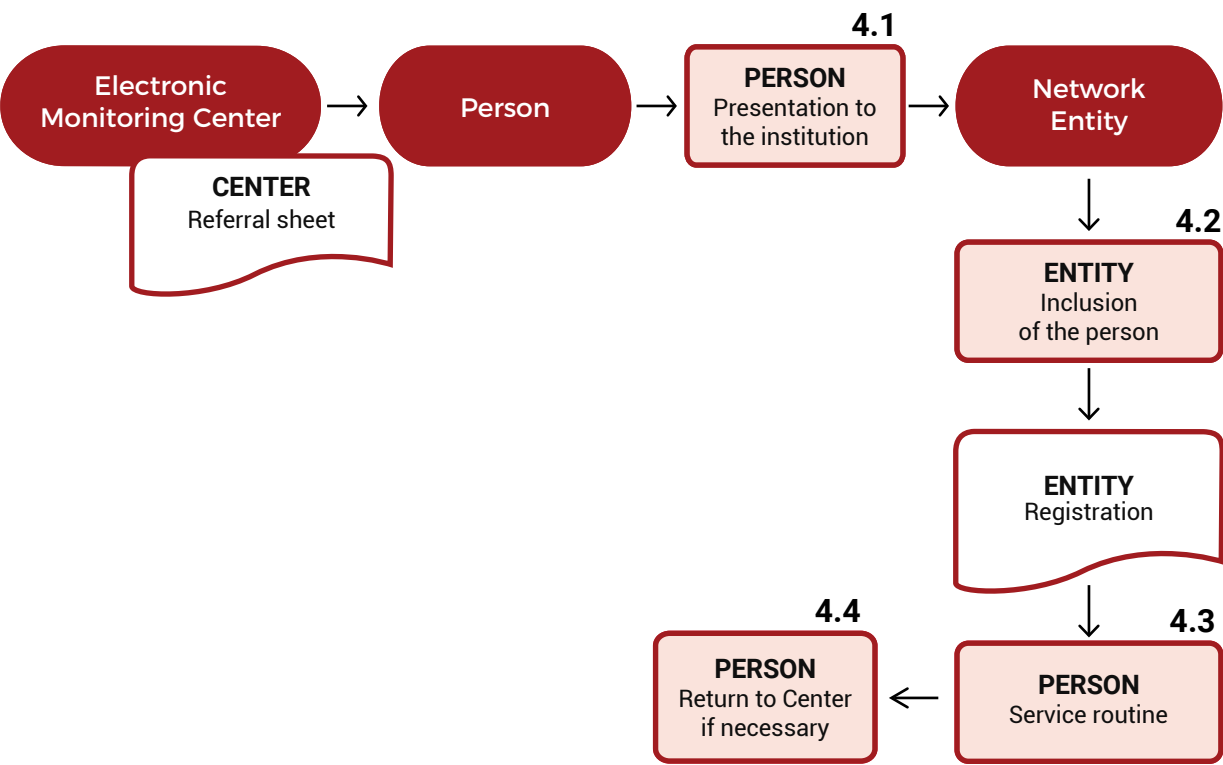 Electronic
Monitoring Center
CENTER
Referral sheet
Person
4.1
PERSON
Presentation to
the institution
Network
Entity
4.2
ENTITY
Inclusion
of the person
ENTITY
Registration
4.3
PERSON
Service routine
4.4
PERSON
Return to Center
if necessary